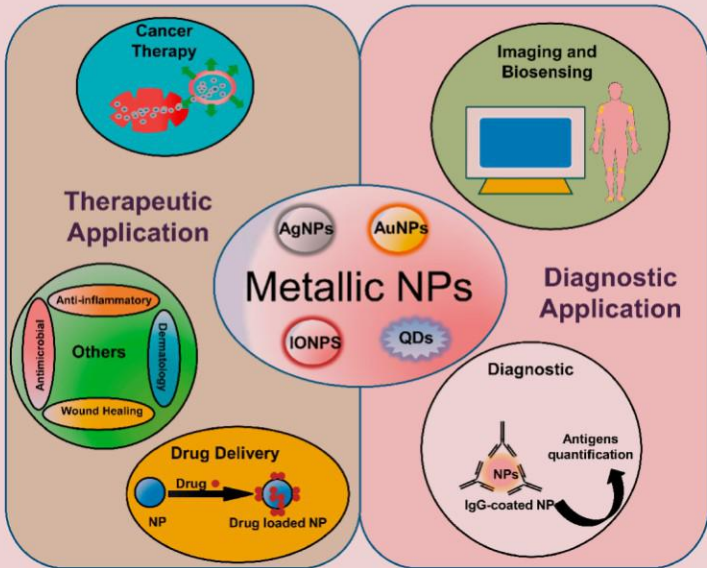 Cancer
Therapy
Imaging and
Biosensing
Therapeutic
Application
AgNPs
AuNPs
Metallic NPs
IONPS
QDs
Diagnostic
Application
Anti-inflammatory
Antimicrobial
Others
Dermatology
Wound Healing
Drug Delivery
Drug
NP
Drug loaded NP
Diagnostic
Antigens
quantification
NPs
IgG-coated NP